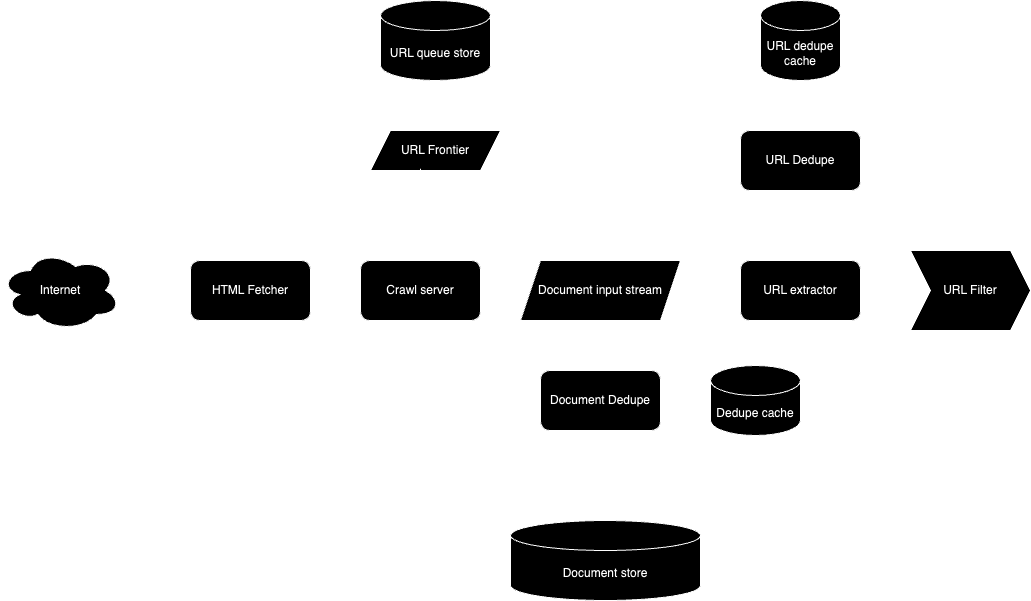 URL queue store
URL dedupe
cache
URL Frontier
URL Dedupe
Internet
HTML Fetcher
Crawl server
Document input stream
URL extractor
URL Filter
Document Dedupe
Dedupe cache
Document store